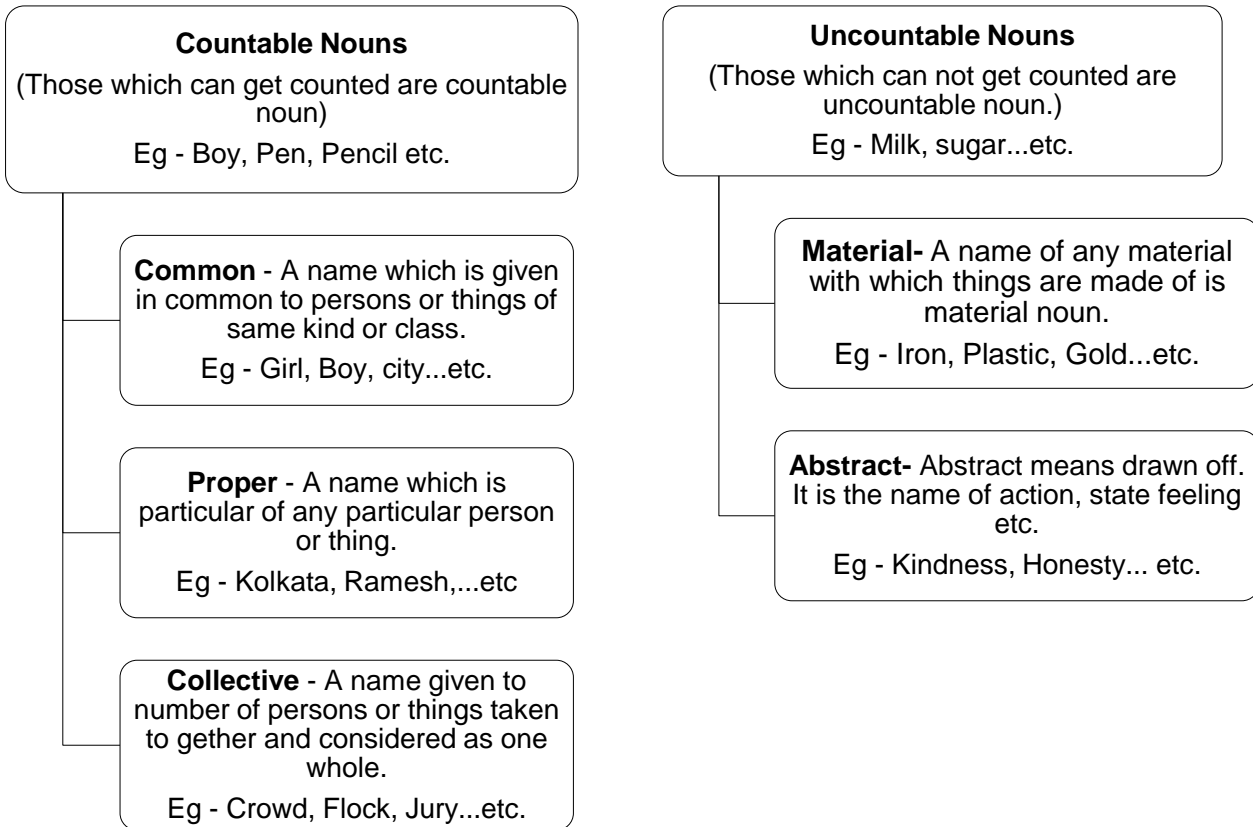 Countable Nouns
(Those which can get counted are countable
noun)
Eg - Boy, Pen, Pencil etc.
Common - A name which is given
in common to persons or things of
same kind or class.
Eg - Girl, Boy, city...etc.
Proper - A name which is
particular of any particular person
or thing.
Eg - Kolkata, Ramesh,...etc
Collective - A name given to
number of persons or things taken
to gether and considered as one
whole.
Eg - Crowd, Flock, Jury...etc.
Uncountable Nouns
(Those which can not get counted are
uncountable noun.)
Eg - Milk, sugar...etc.
Material- A name of any material
with which things are made of is
material noun.
Eg - Iron, Plastic, Gold...etc.
Abstract- Abstract means drawn off.
It is the name of action, state feeling
etc.
Eg - Kindness, Honesty... etc.